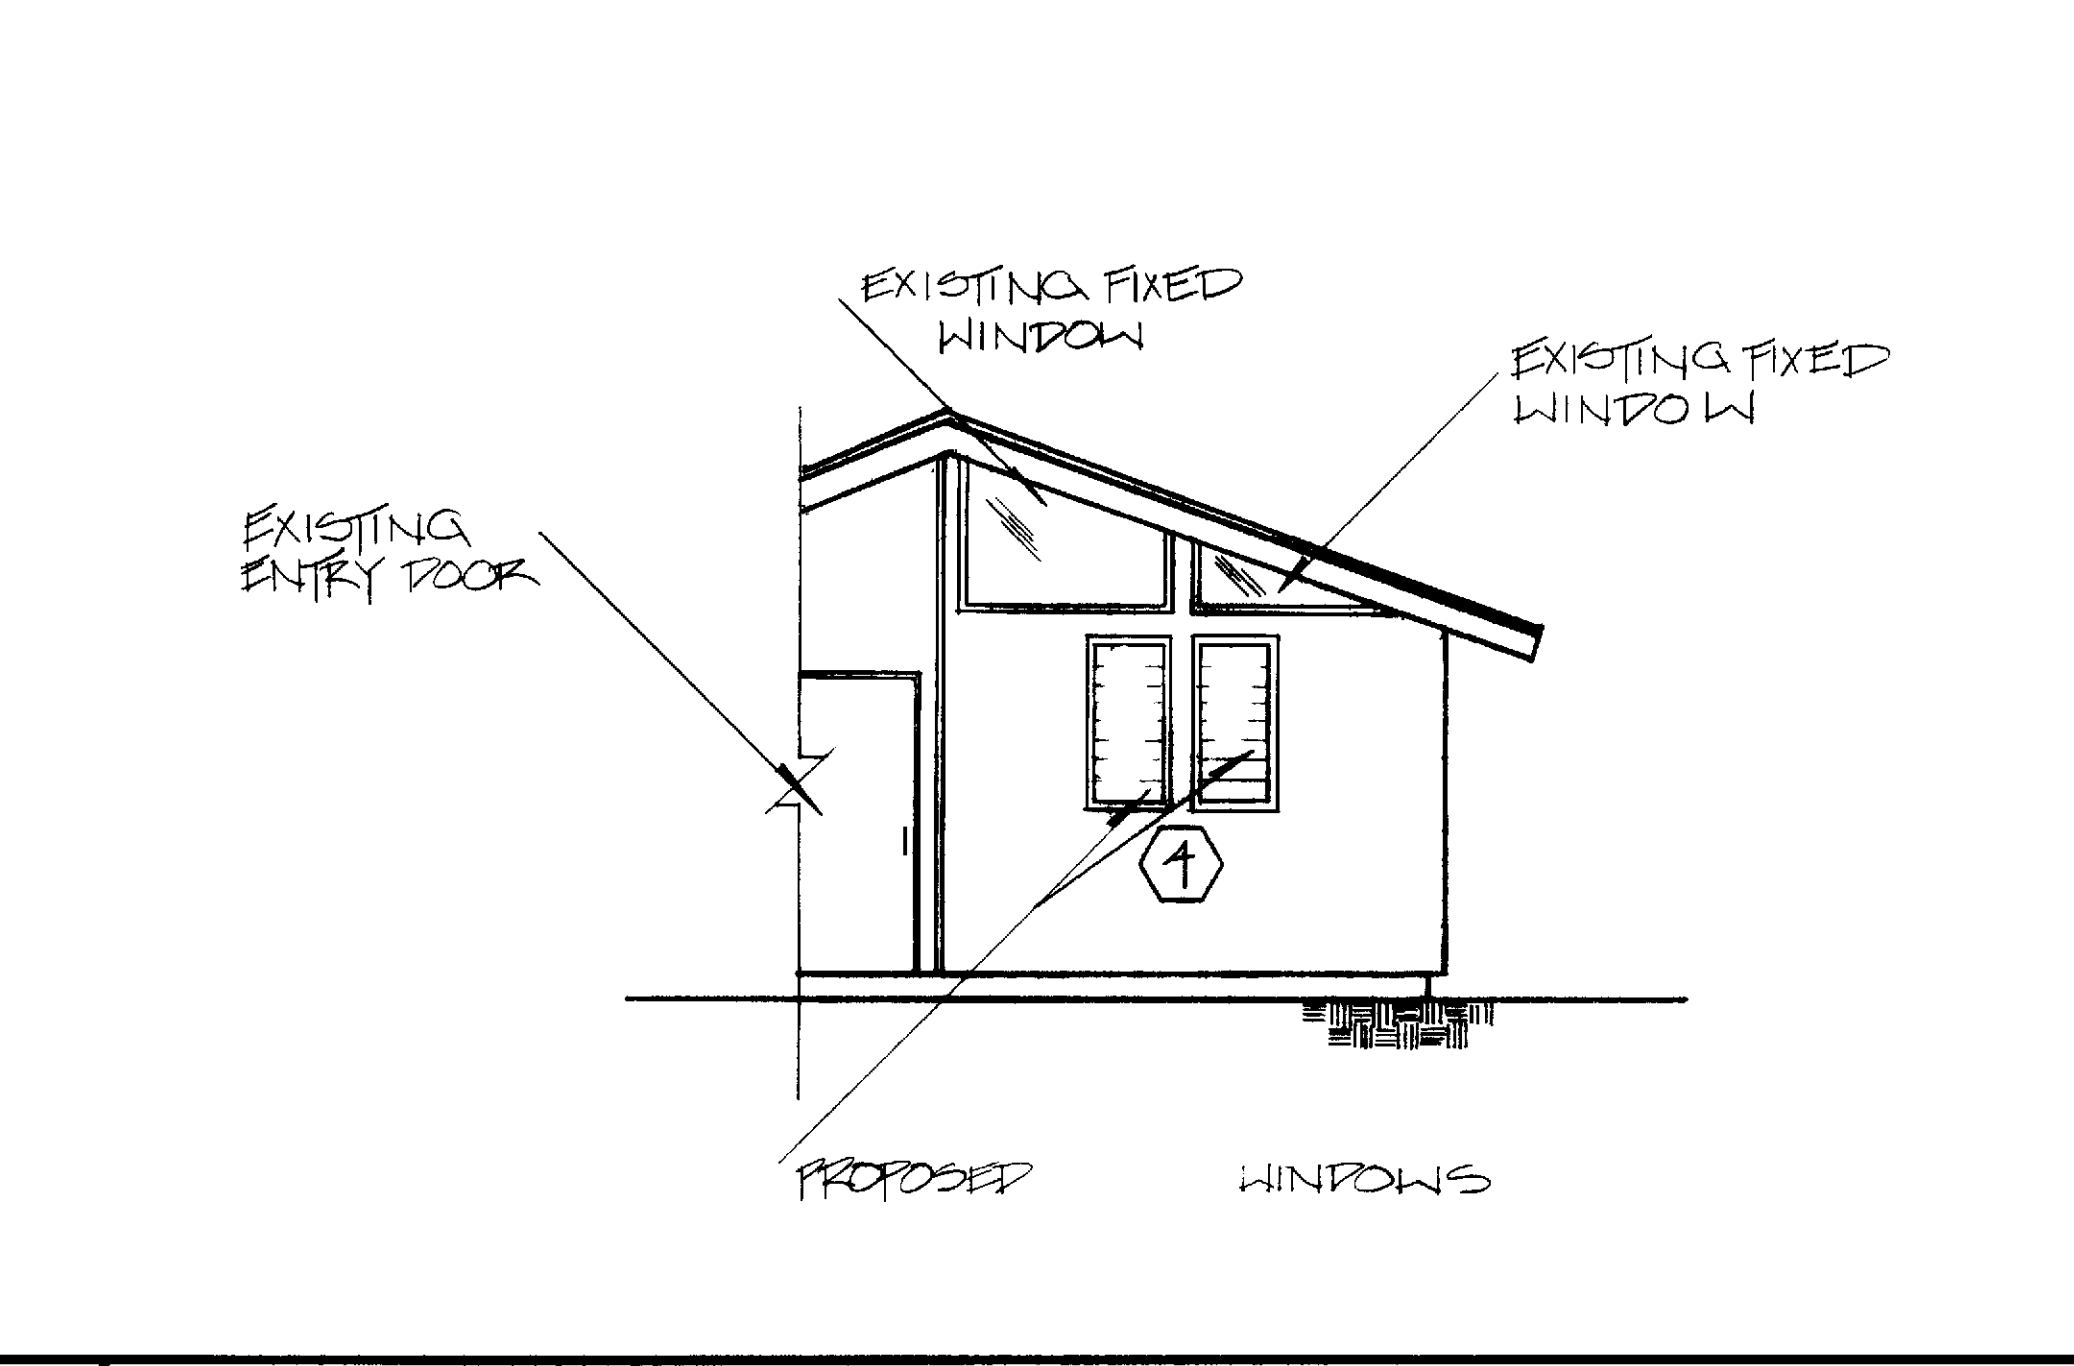 EXISTING FIXED
WINDOW
EXISTING FIXED
WINDOW
EXISTING
ENTRY DOOR
4
PROPOSED WINDOWS